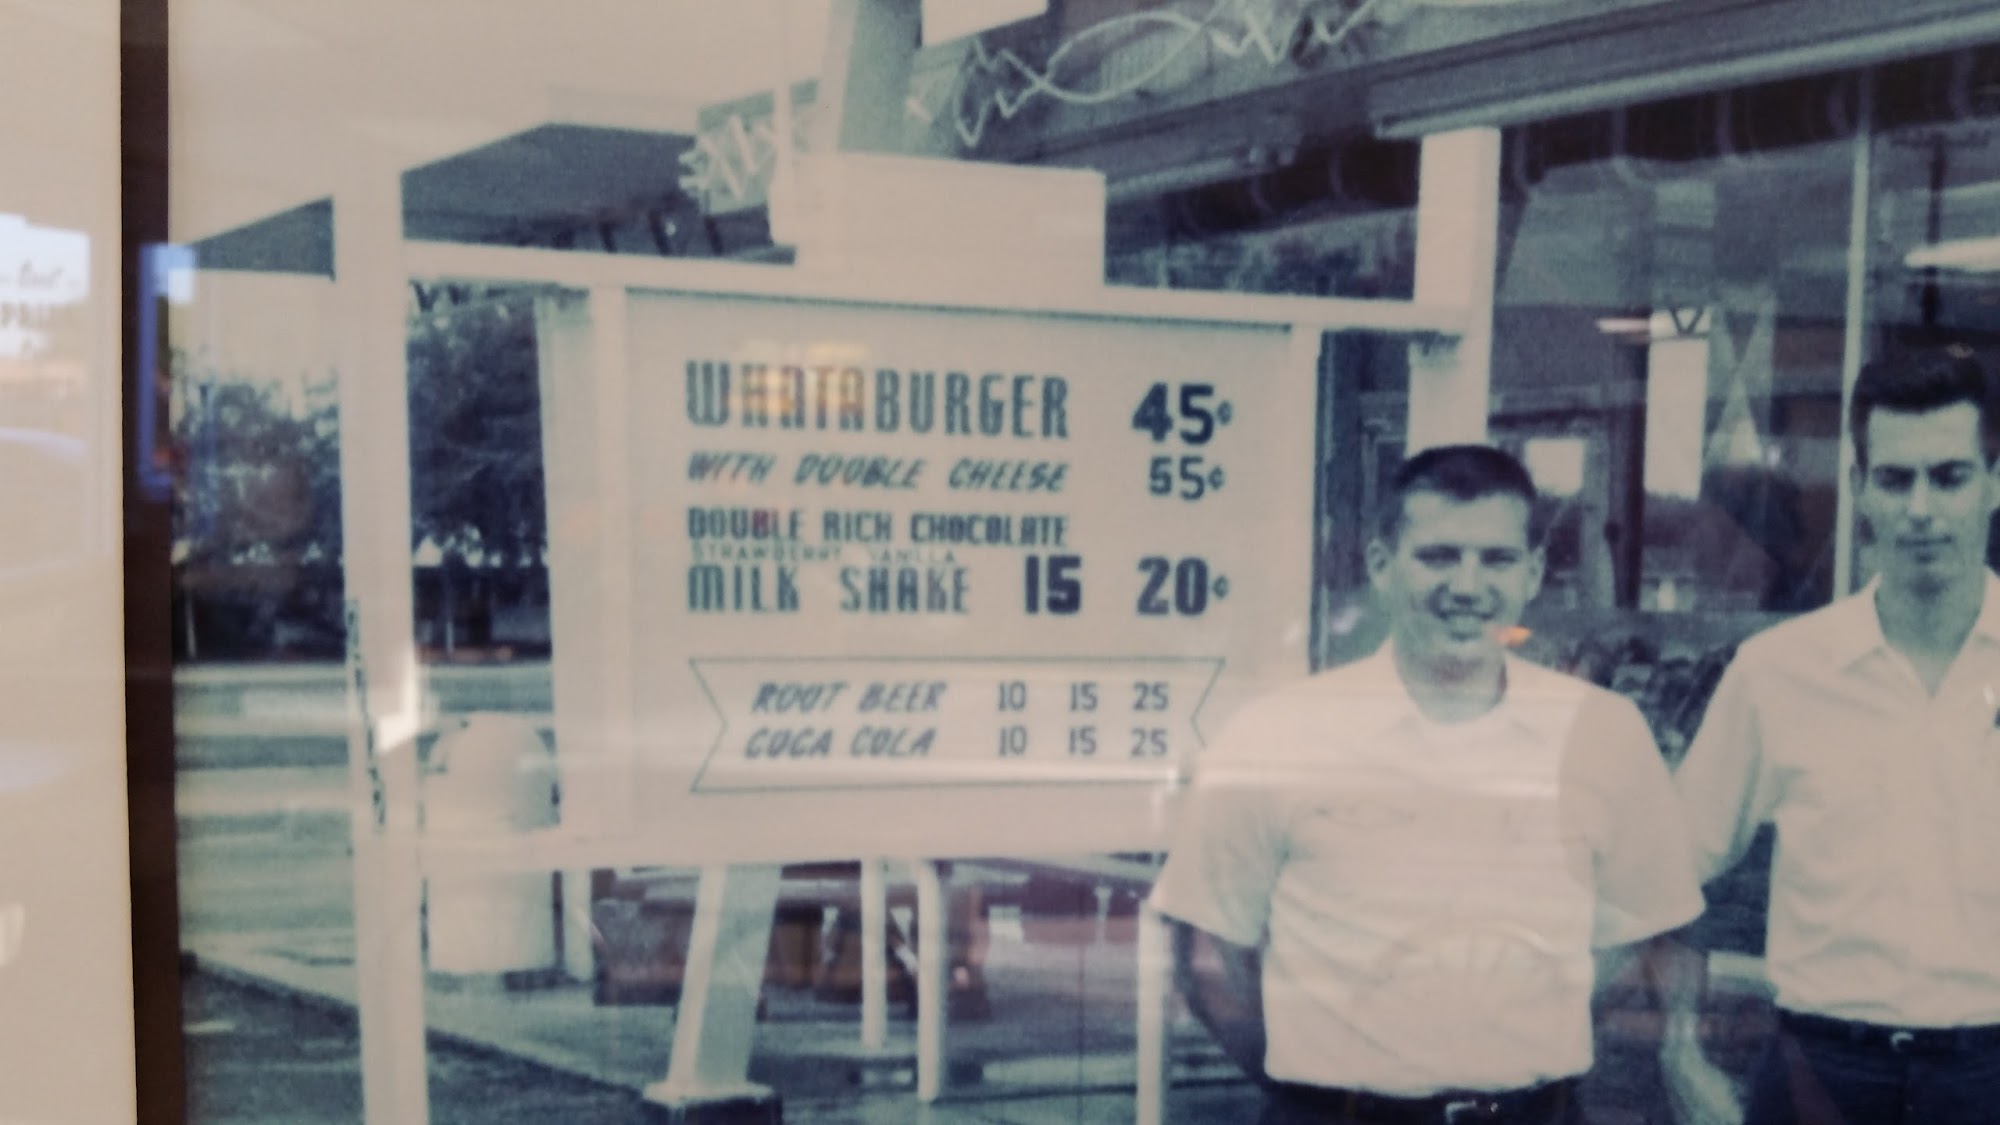 WHATABURGER 45¢
WITH DOUBLE CHEESE 55¢
DOUBLE RICH CHOCOLATE
STRAWBERRY VANILLA
MILK SHAKE 15 20¢
ROOT BEER 10 15 25
COCA COLA 10 15 25